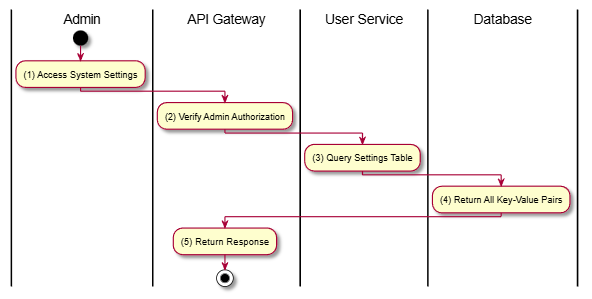 Admin
API Gateway
User Service
Database
(1) Access System Settings
(2) Verify Admin Authorization
(3) Query Settings Table
(4) Return All Key-Value Pairs
(5) Return Response